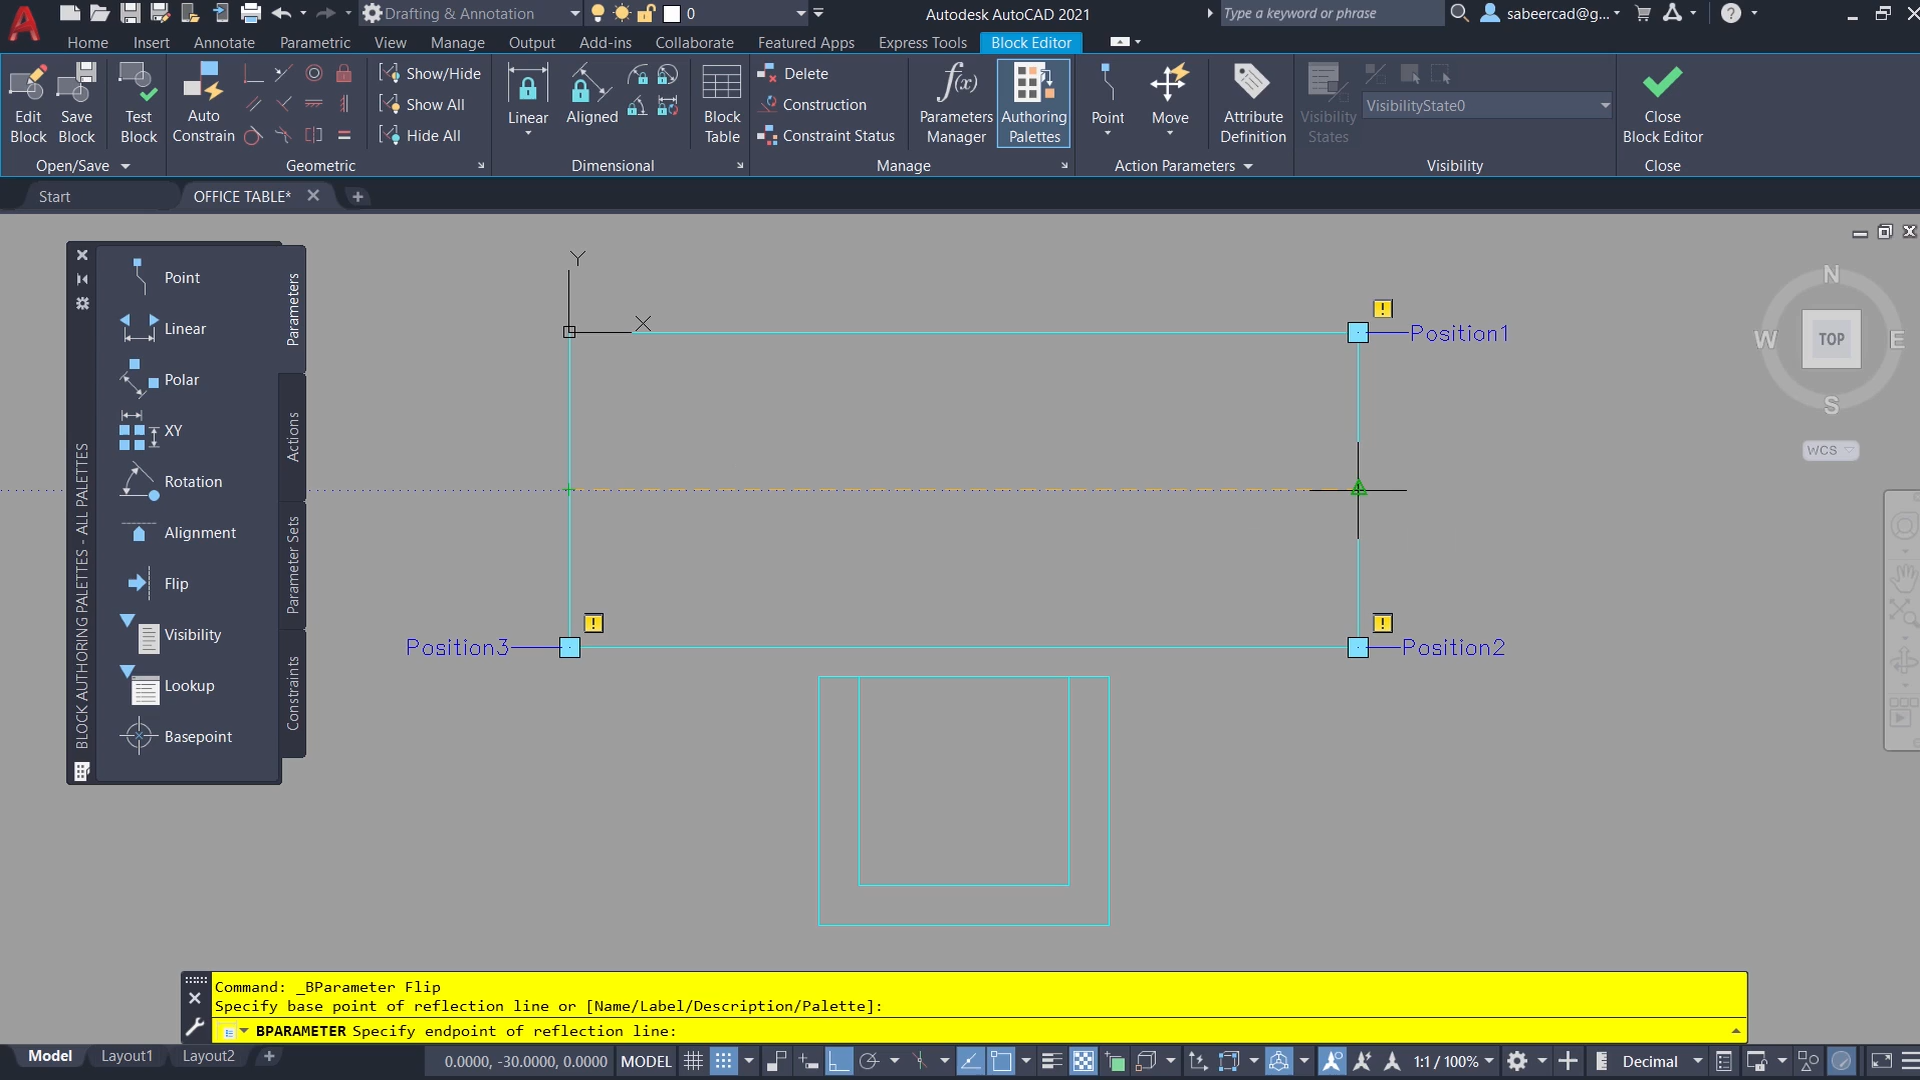 Drafting & Annotation
0
Autodesk AutoCAD 2021
Type a keyword or phrase
sabeercad@g...
Home
Insert
Annotate
Parametric
View
Manage
Output
Add-ins
Collaborate
Featured Apps
Express Tools
Block Editor
Edit
Block
Save
Block
Test
Block
Open/Save
Auto
Constrain
Show/Hide
Show All
Hide All
Geometric
Linear
Aligned
Dimensional
Block
Table
Delete
Construction
Constraint Status
Parameters
Manager
Authoring
Palettes
Manage
Point
Move
Attribute
Definition
Action Parameters
Visibility
States
VisibilityState0
Visibility
Close
Block Editor
Close
Start
OFFICE TABLE*
Point
Linear
Polar
XY
Rotation
Alignment
Flip
Visibility
Lookup
Basepoint
Parameters
Actions
Parameter Sets
Constraints
BLOCK AUTHORING PALETTES - ALL PALETTES
Y
X
Position1
Position3
Position2
N
W
TOP
E
S
WCS
Command: _BParameter Flip
Specify base point of reflection line or [Name/Label/Description/Palette]:
BPARAMETER Specify endpoint of reflection line:
Model
Layout1
Layout2
0.0000, -30.0000, 0.0000
MODEL
1:1 / 100%
Decimal